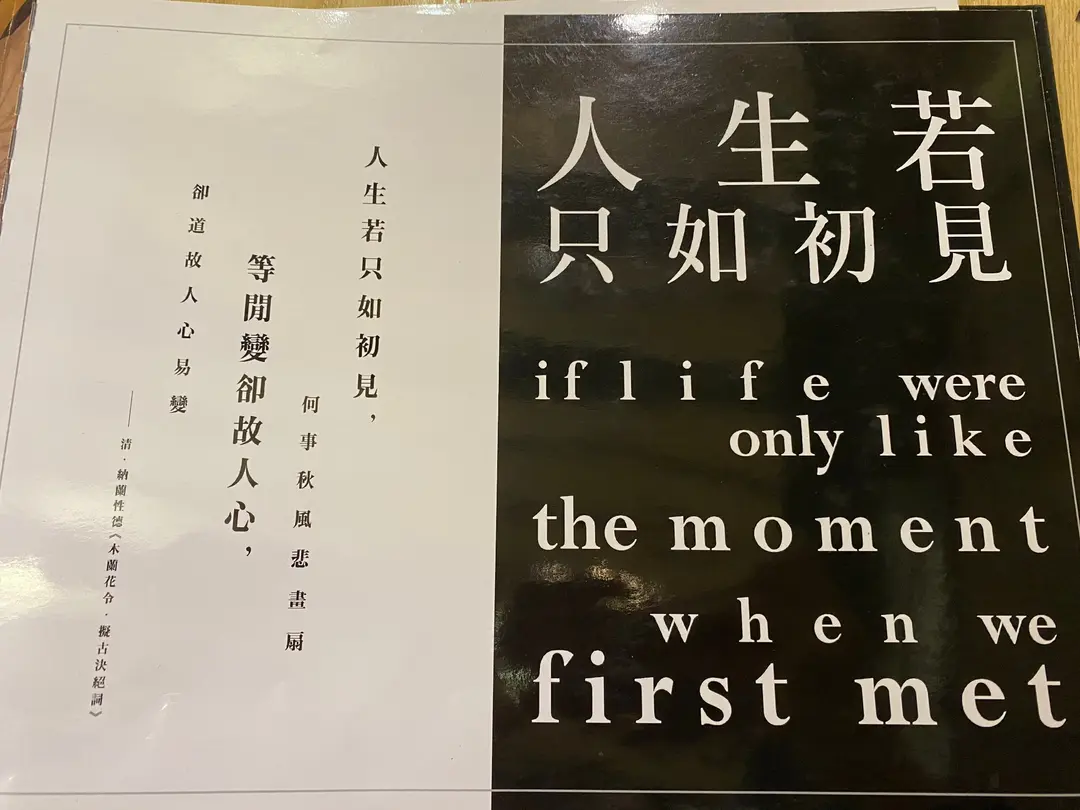 人生若只如初見，
何事秋風悲畫扇
等閒變卻故人心，
卻道故人心易變
——清．納蘭性德《木蘭花令．擬古決絕詞》
人生若
只如初見
if life were
only like
the moment
when we
first met